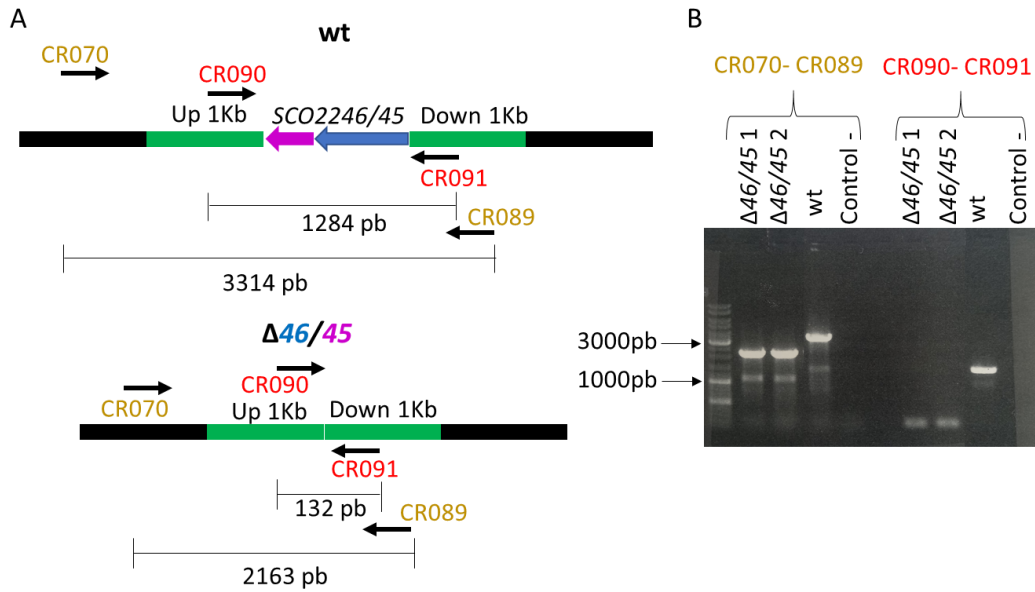 A
wt
CR070
CR090
Up 1Kb
SCO2246/45
Down 1Kb
CR091
1284 pb
CR089
3314 pb
Δ46/45
CR090
CR070
Up 1Kb
Down 1Kb
CR091
132 pb
CR089
2163 pb
B
CR070- CR089
CR090- CR091
Δ46/45 1
Δ46/45 2
wt
Control -
Δ46/45 1
Δ46/45 2
wt
Control -
3000pb
1000pb